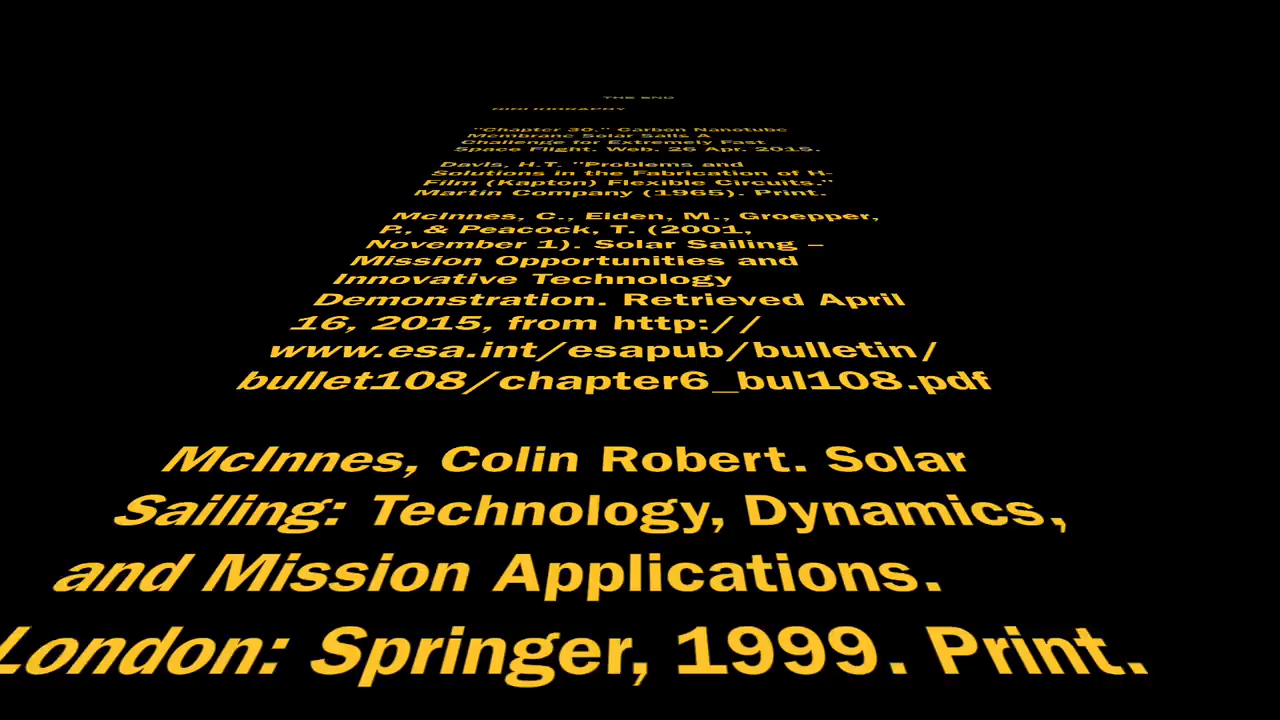 THE END
BIBLIOGRAPHY
"Chapter 30." Carbon Nanotube
Membrane Solar Sails A
Challenge for Extremely Fast
Space Flight. Web. 26 Apr. 2015.
Davis, H.T. "Problems and
Solutions in the Fabrication of H-
Film (Kapton) Flexible Circuits."
Martin Company (1965). Print.
McInnes, C., Eiden, M., Groepper,
P., & Peacock, T. (2001,
November 1). Solar Sailing –
Mission Opportunities and
Innovative Technology
Demonstration. Retrieved April
16, 2015, from http://
www.esa.int/esapub/bulletin/
bullet108/chapter6_bul108.pdf
McInnes, Colin Robert. Solar
Sailing: Technology, Dynamics,
and Mission Applications.
London: Springer, 1999. Print.